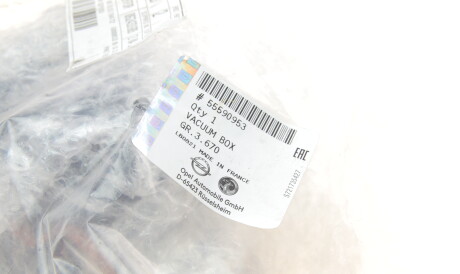 # 55590953
Qty 1
VACUUM BOX
GR.3.670
MADE IN FRANCE
Opel Automobile GmbH
D-65423 Rüsselsheim
EAC